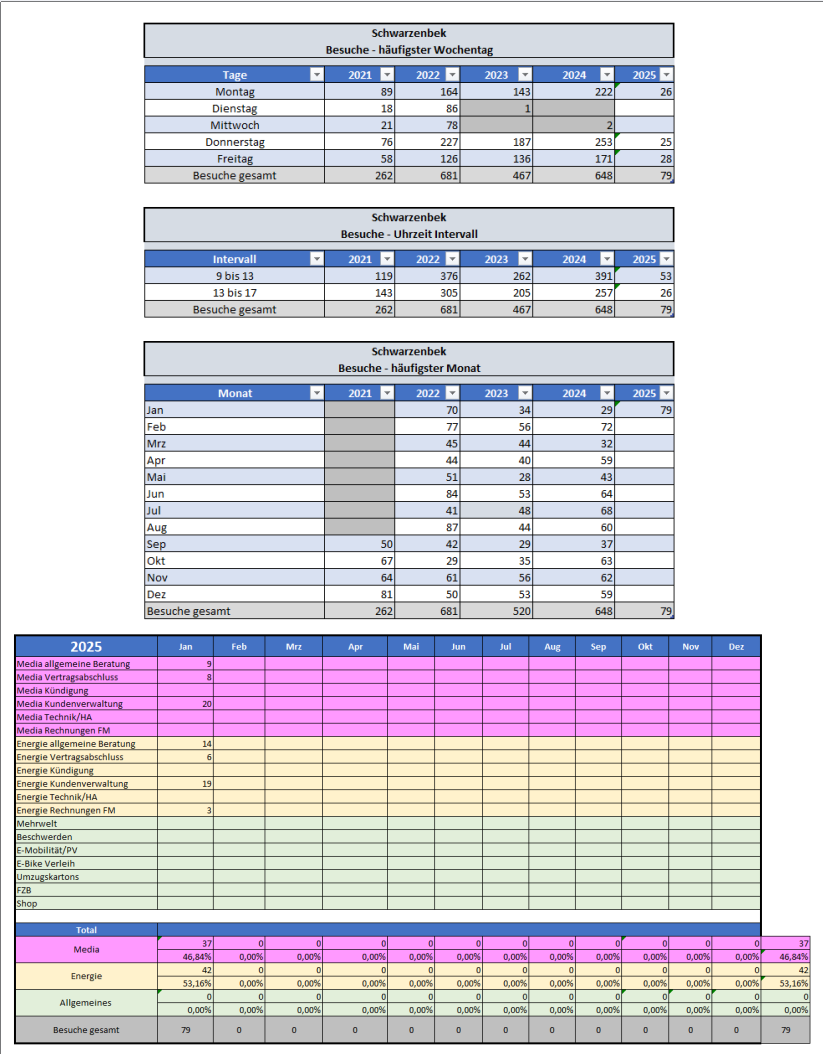 Schwarzenbek
Besuche - häufigster Wochentag
Tage 2021 2022 2023 2024 2025
Montag 89 164 143 222 26
Dienstag 18 86 1
Mittwoch 21 78 2
Donnerstag 76 227 187 253 25
Freitag 58 126 136 171 28
Besuche gesamt 262 681 467 648 79
Schwarzenbek
Besuche - Uhrzeit Intervall
Intervall 2021 2022 2023 2024 2025
9 bis 13 119 376 262 391 53
13 bis 17 143 305 205 257 26
Besuche gesamt 262 681 467 648 79
Schwarzenbek
Besuche - häufigster Monat
Monat 2021 2022 2023 2024 2025
Jan 70 34 29 79
Feb 77 56 72
Mrz 45 44 32
Apr 44 40 59
Mai 51 28 43
Jun 84 53 64
Jul 41 48 68
Aug 87 44 60
Sep 50 42 29 37
Okt 67 29 35 63
Nov 64 61 56 62
Dez 81 50 53 59
Besuche gesamt 262 681 520 648 79
2025 Jan Feb Mrz Apr Mai Jun Jul Aug Sep Okt Nov Dez
Media allgemeine Beratung 9
Media Vertragsabschluss 8
Media Kündigung
Media Kundenverwaltung 20
Media Technik/HA
Media Rechnungen FM
Energie allgemeine Beratung 14
Energie Vertragsabschluss 6
Energie Kündigung
Energie Kundenverwaltung 19
Energie Technik/HA
Energie Rechnungen FM 3
Mehrwelt
Beschwerden
E-Mobilität/PV
E-Bike Verleih
Umzugskartons
FZB
Shop
Total
Media 37 0 0 0 0 0 0 0 0 0 0 0 37
46,84% 0,00% 0,00% 0,00% 0,00% 0,00% 0,00% 0,00% 0,00% 0,00% 0,00% 0,00% 46,84%
Energie 42 0 0 0 0 0 0 0 0 0 0 0 42
53,16% 0,00% 0,00% 0,00% 0,00% 0,00% 0,00% 0,00% 0,00% 0,00% 0,00% 0,00% 53,16%
Allgemeines 0 0 0 0 0 0 0 0 0 0 0 0 0
0,00% 0,00% 0,00% 0,00% 0,00% 0,00% 0,00% 0,00% 0,00% 0,00% 0,00% 0,00% 0,00%
Besuche gesamt 79 0 0 0 0 0 0 0 0 0 0 0 79